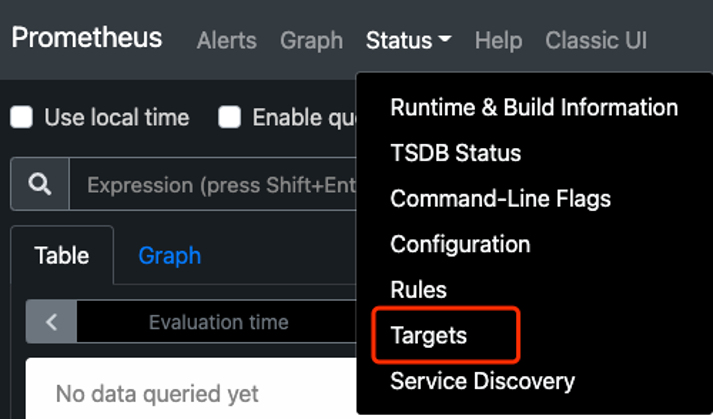 Prometheus Alerts Graph Status Help Classic UI
Use local time Enable
Runtime & Build Information
TSDB Status
Expression (press Shift+Ent
Command-Line Flags
Configuration
Table Graph
Rules
Evaluation time
Targets
Service Discovery
No data queried yet